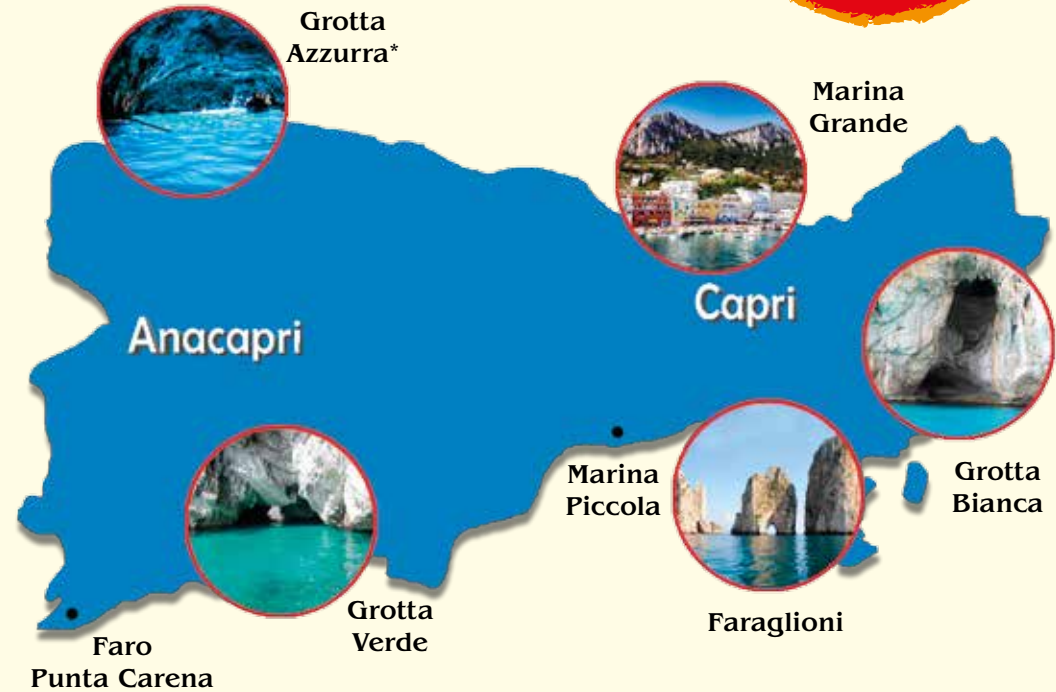 Grotta
Azzurra*
Marina
Grande
Capri
Anacapri
Marina
Piccola
Grotta
Bianca
Grotta
Verde
Faraglioni
Faro
Punta Carena